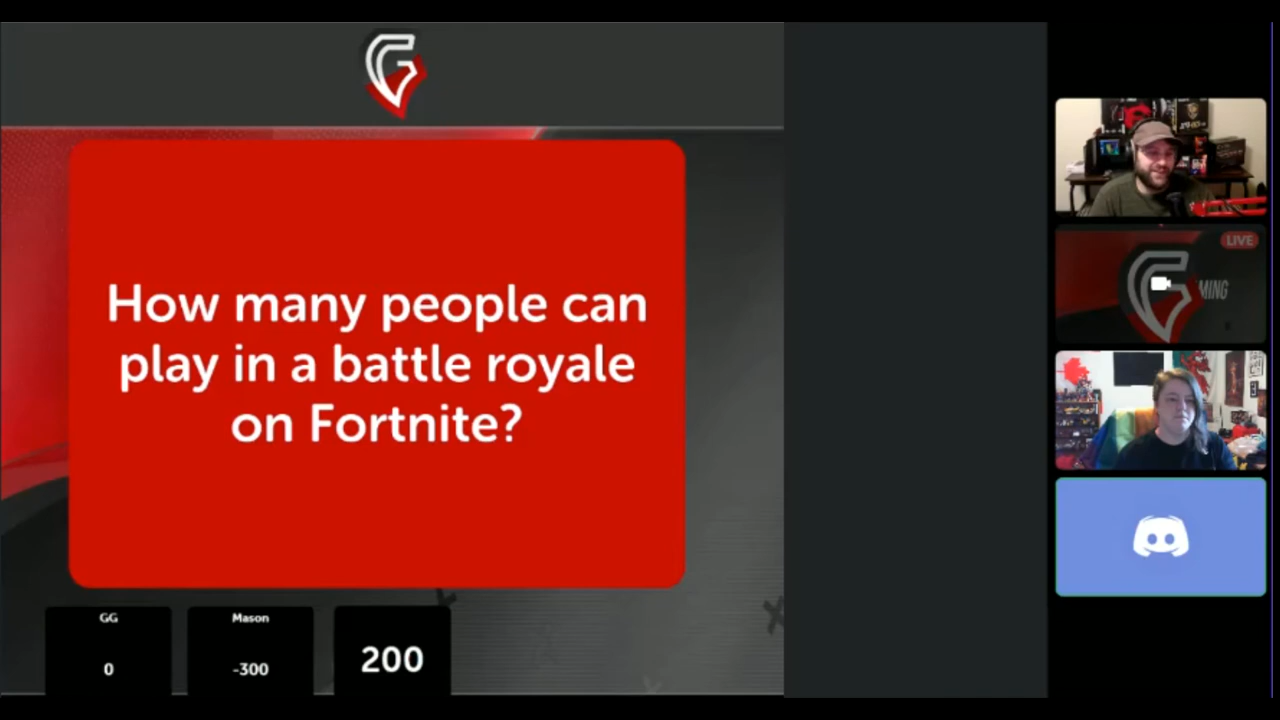 How many people can
play in a battle royale
on Fortnite?
GG
0
Mason
-300
200
LIVE
MING